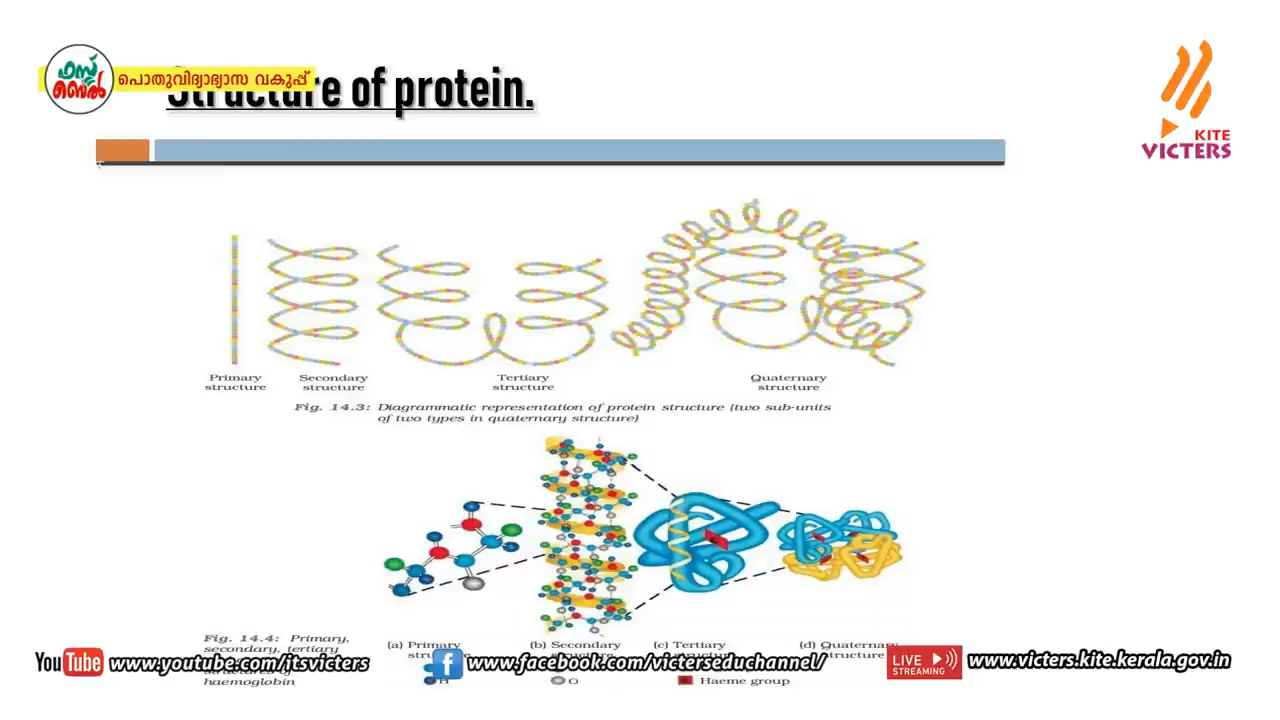 ഫസ്റ്റ്
ബെൽ
പൊതുവിദ്യാഭ്യാസ വകുപ്പ്
Structure of protein.
KITE
VICTERS
Primary
structure
Secondary
structure
Tertiary
structure
Quaternary
structure
Fig. 14.3: Diagrammatic representation of protein structure (two sub-units
of two types in quaternary structure)
Fig. 14.4: Primary,
secondary, tertiary
haemoglobin
(a) Primary
(b) Secondary
(c) Tertiary
(d) Quaternary
O
Haeme group
YouTube www.youtube.com/itsvicters
f www.facebook.com/victerseduchannel/
LIVE
STREAMING
www.victers.kite.kerala.gov.in